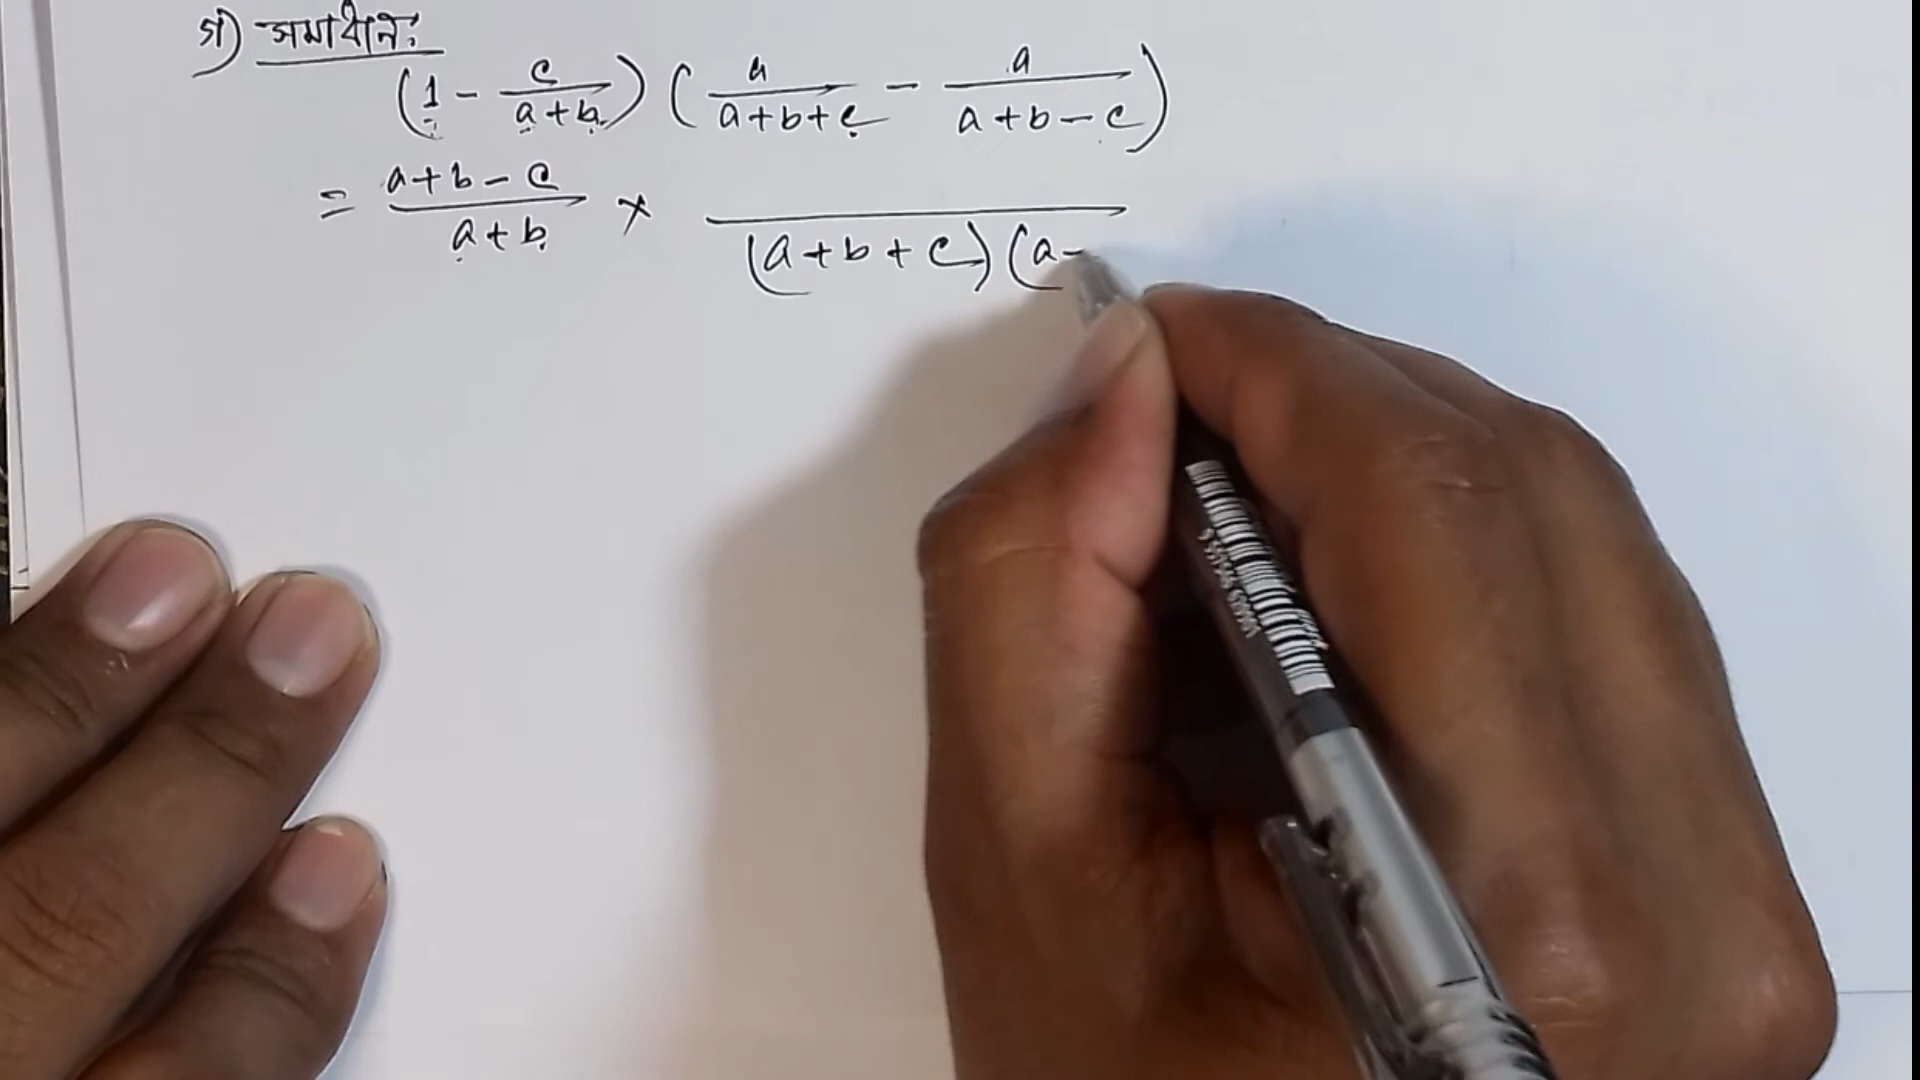 গ) সমাধান:
(1 - c/(a+b)) (a/(a+b+c) - a/(a+b-c))
= (a+b-c)/(a+b) × /(a+b+c)(a-